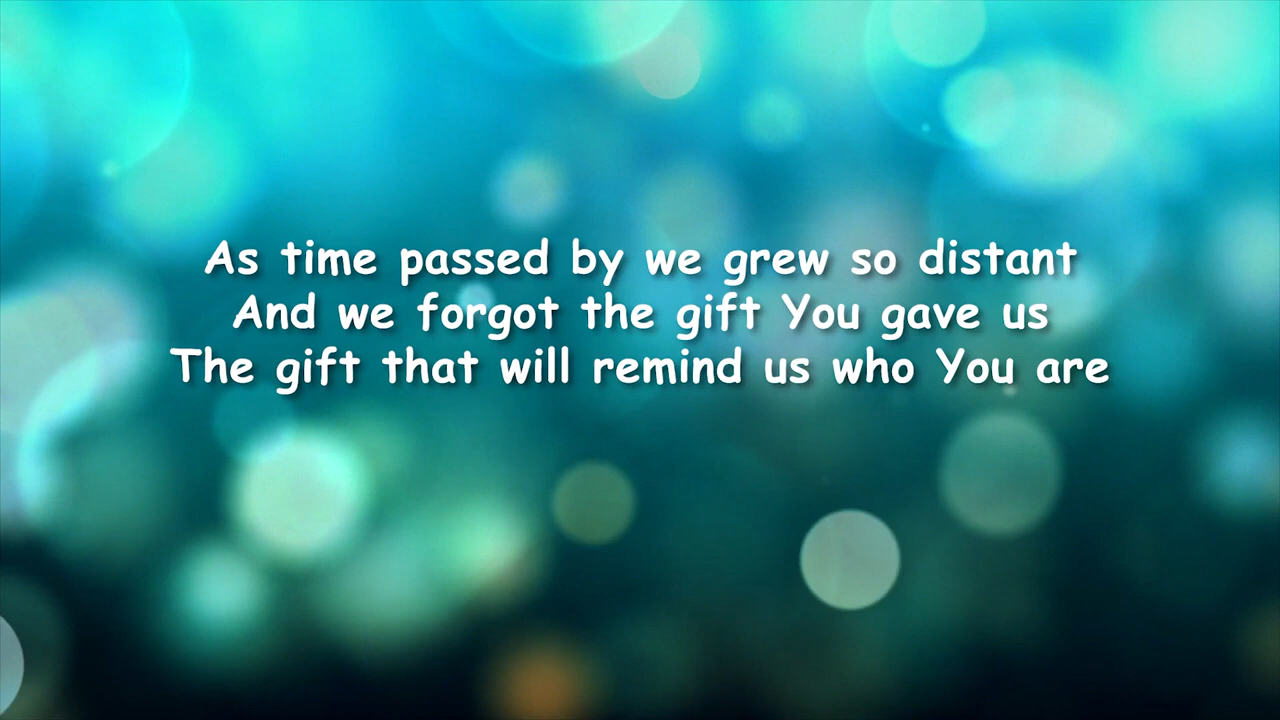 As time passed by we grew so distant
And we forgot the gift You gave us
The gift that will remind us who You are